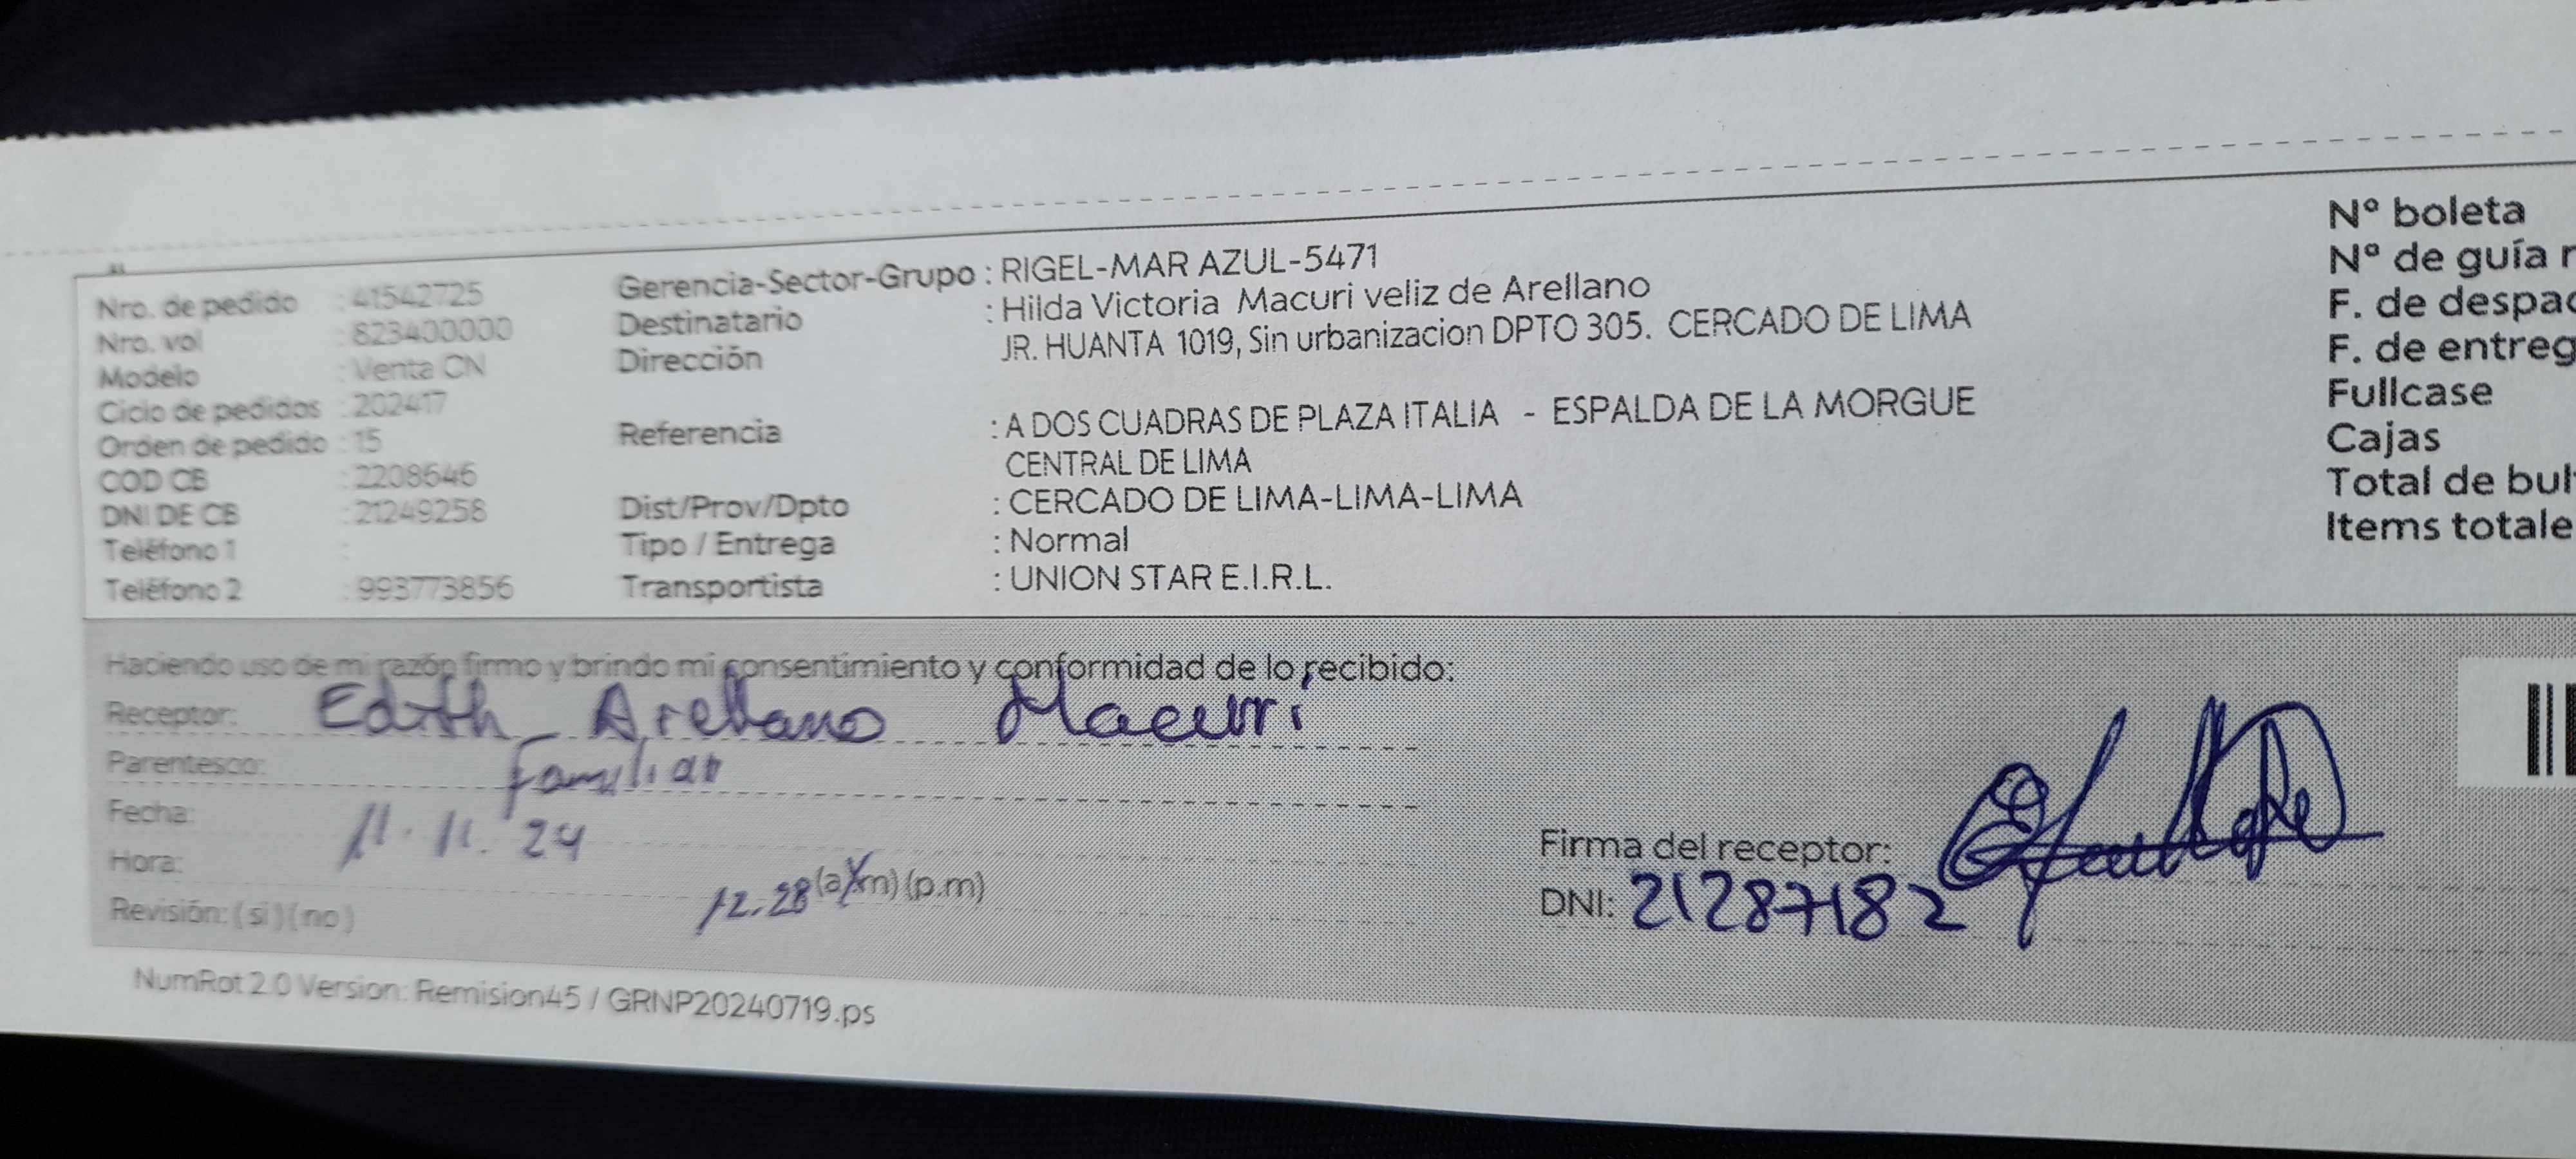 Nro. de pedido : 41542725
Nro. vol : 823400000
Modelo : Venta CN
Ciclo de pedidos : 202417
Orden de pedido : 15
COD CB : 2208646
DNI DE CB : 21249258
Teléfono 1 :
Teléfono 2 : 993773856
Gerencia-Sector-Grupo : RIGEL-MAR AZUL-5471
Destinatario : Hilda Victoria Macuri veliz de Arellano
Dirección JR. HUANTA 1019, Sin urbanizacion DPTO 305. CERCADO DE LIMA
Referencia : A DOS CUADRAS DE PLAZA ITALIA - ESPALDA DE LA MORGUE
CENTRAL DE LIMA
Dist/Prov/Dpto : CERCADO DE LIMA-LIMA-LIMA
Tipo / Entrega : Normal
Transportista : UNION STAR E.I.R.L.
Nº boleta
Nº de guía r
F. de despac
F. de entreg
Fullcase
Cajas
Total de bul
Items totale
Haciendo uso de mi razón firmo y brindo mi consentimiento y conformidad de lo recibido:
Receptor: Edith Arellano Macuri
Parentesco: Familiar
Fecha: 11.11.24
Hora: 12.28 (a.m) (p.m)
Revisión: (si) (no)
Firma del receptor:
DNI: 21287182
NumRot 2.0 Version: Remision45 / GRNP20240719.ps